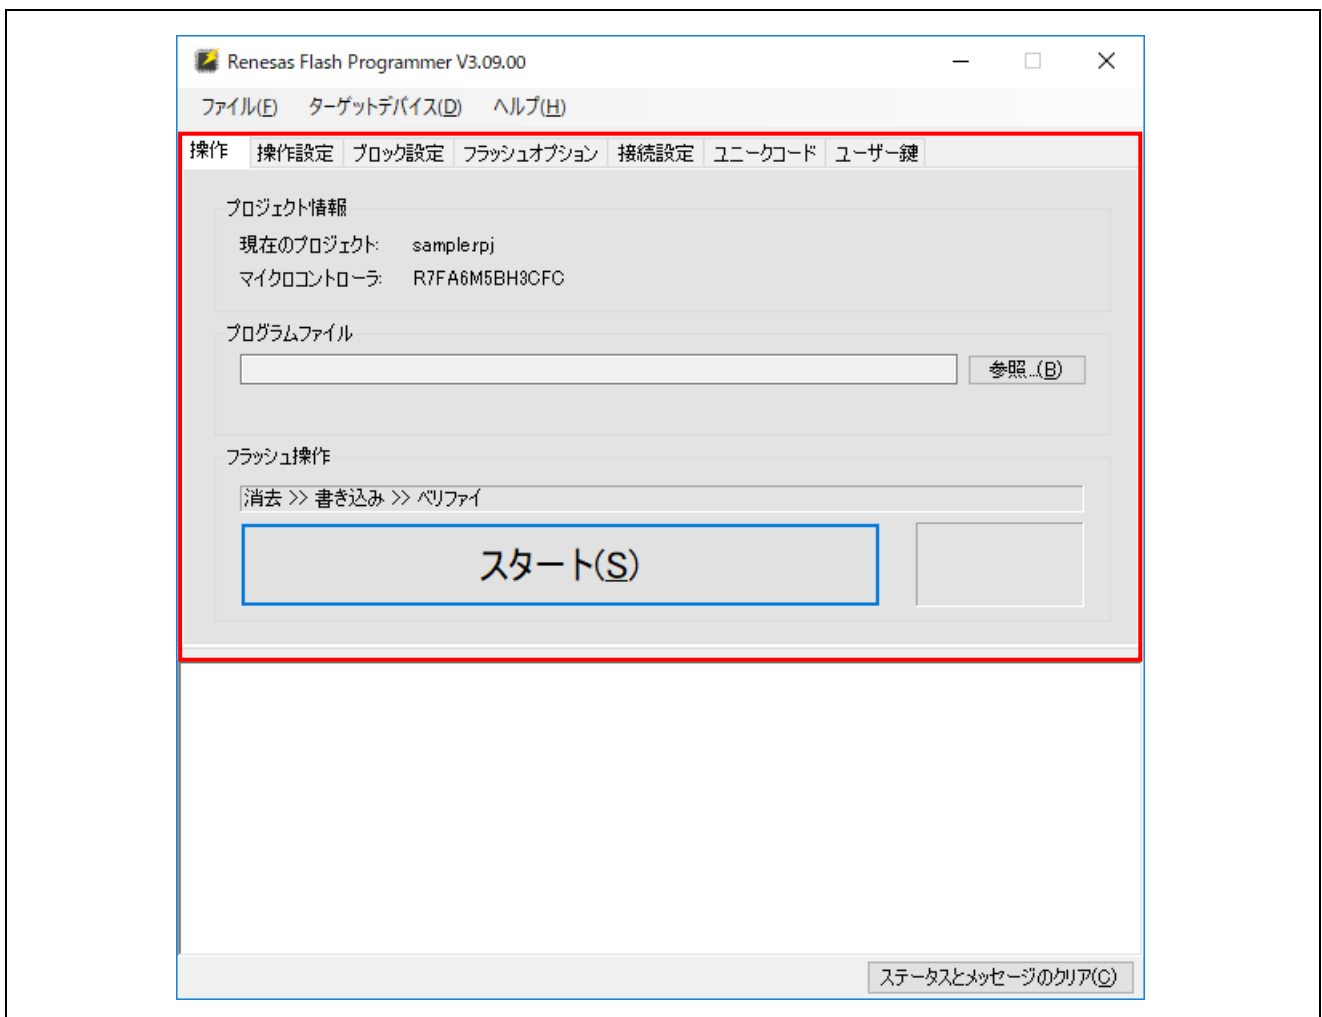 Renesas Flash Programmer V3.09.00
ファイル(F) ターゲットデバイス(D) ヘルプ(H)
操作 操作設定 ブロック設定 フラッシュオプション 接続設定 ユニークコード ユーザー鍵
プロジェクト情報
現在のプロジェクト: sample.rpj
マイクロコントローラ: R7FA6M5BH3CFC
プログラムファイル
参照...(B)
フラッシュ操作
消去 >> 書き込み >> ベリファイ
スタート(S)
ステータスとメッセージのクリア(C)